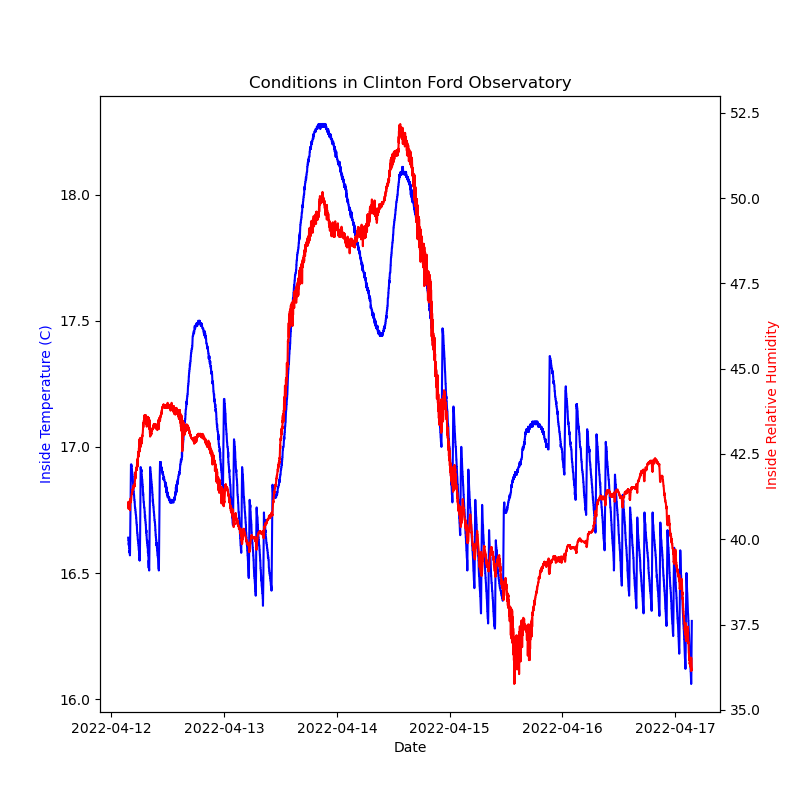 Conditions in Clinton Ford Observatory
Inside Temperature (C)
18.0
17.5
17.0
16.5
16.0
52.5
50.0
47.5
45.0
42.5
40.0
37.5
35.0
Inside Relative Humidity
2022-04-12 2022-04-13 2022-04-14 2022-04-15 2022-04-16 2022-04-17
Date